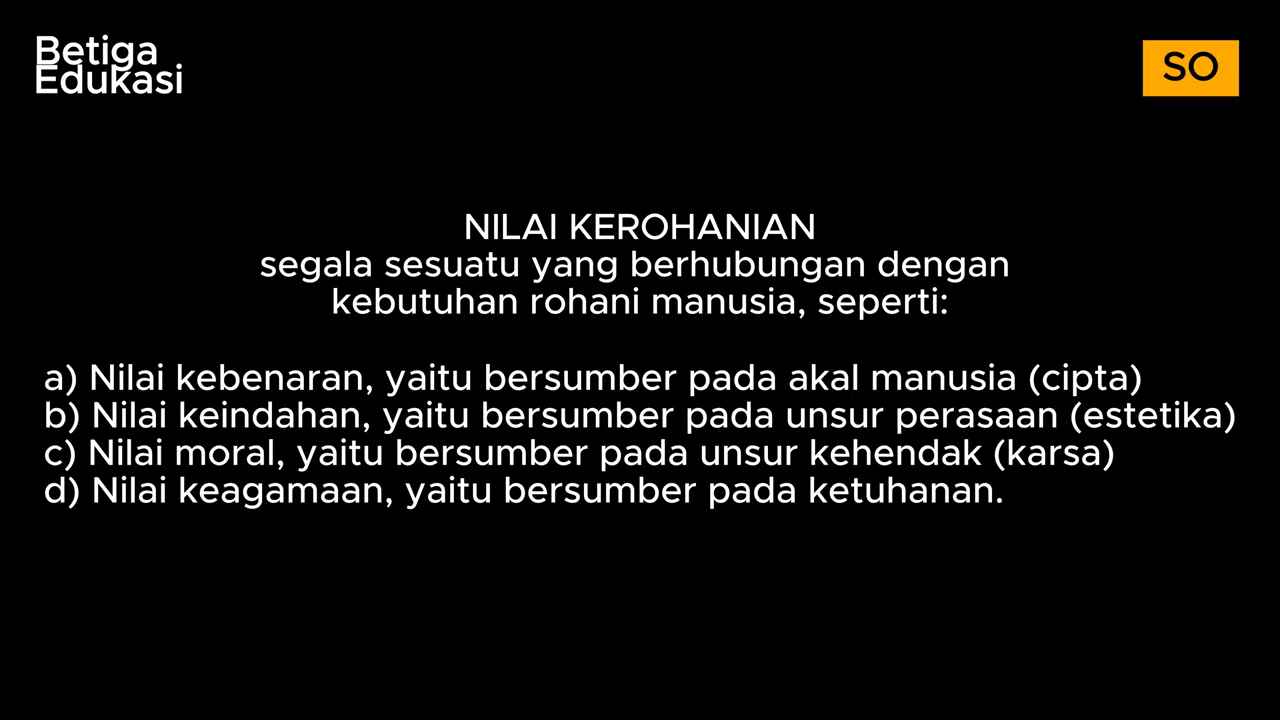 Betiga
Edukasi
SO
NILAI KEROHANIAN
segala sesuatu yang berhubungan dengan
kebutuhan rohani manusia, seperti:
a) Nilai kebenaran, yaitu bersumber pada akal manusia (cipta)
b) Nilai keindahan, yaitu bersumber pada unsur perasaan (estetika)
c) Nilai moral, yaitu bersumber pada unsur kehendak (karsa)
d) Nilai keagamaan, yaitu bersumber pada ketuhanan.